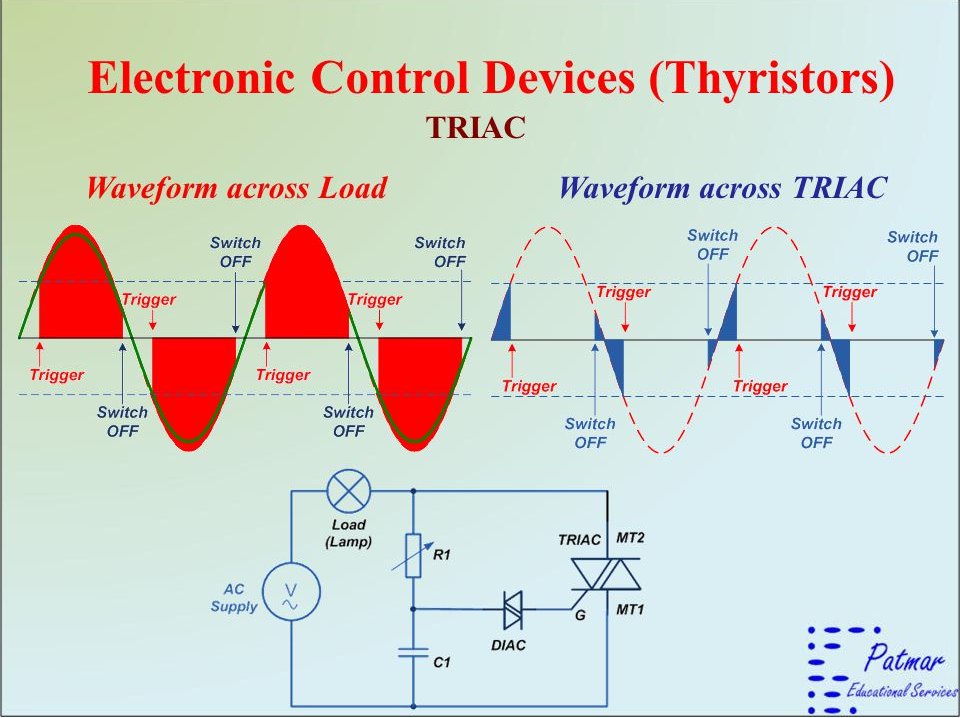 Electronic Control Devices (Thyristors)
TRIAC
Waveform across Load
Switch
OFF
Switch
OFF
Trigger
Trigger
Trigger
Trigger
Switch
OFF
Switch
OFF
Waveform across TRIAC
Switch
OFF
Switch
OFF
Trigger
Trigger
Trigger
Trigger
Switch
OFF
Switch
OFF
Load
(Lamp)
R1
TRIAC
MT2
AC
Supply
V
G
MT1
DIAC
C1
Patmar
Educational Services